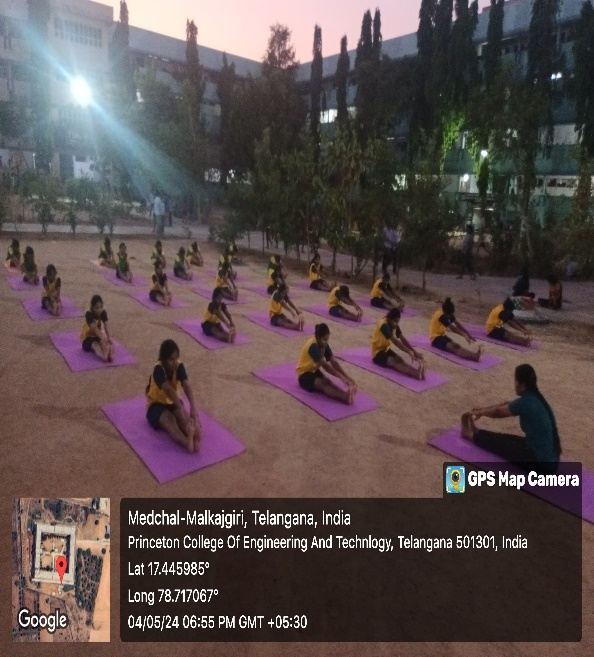 GPS Map Camera
Medchal-Malkajgiri, Telangana, India
Princeton College Of Engineering And Technlogy, Telangana 501301, India
Lat 17.445985°
Long 78.717067°
04/05/24 06:55 PM GMT +05:30
Google